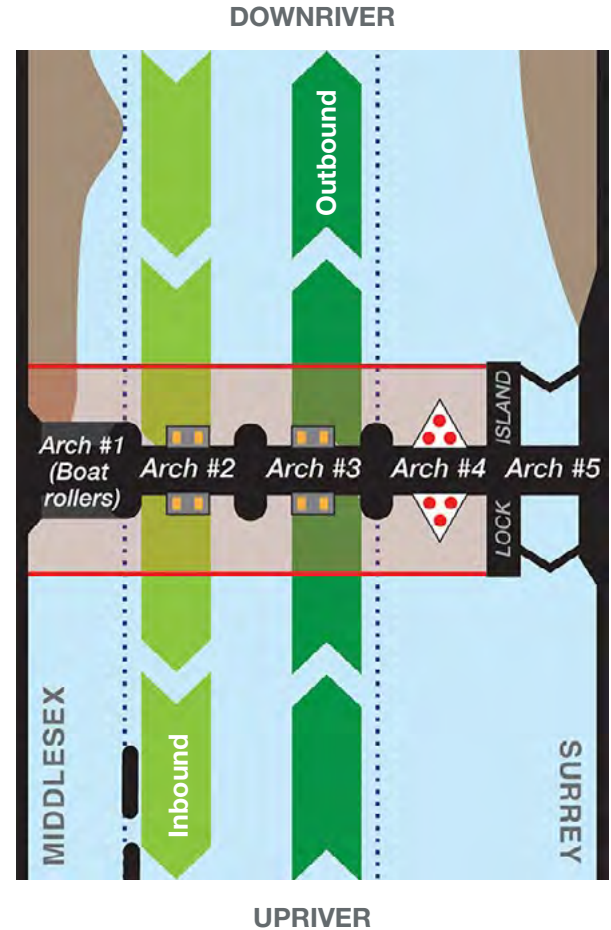 DOWNRIVER
Outbound
ISLAND
Arch #1
(Boat
rollers)
Arch #2
Arch #3
Arch #4
Arch #5
LOCK
MIDDLESEX
Inbound
SURREY
UPRIVER